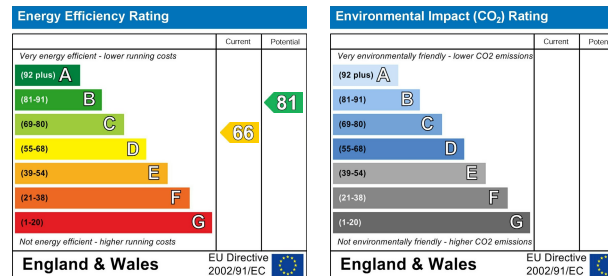 Energy Efficiency Rating
Current Potential
Very energy efficient - lower running costs
(92 plus) A
(81-91) B
81
(69-80) C
66
(55-68) D
(39-54) E
(21-38) F
(1-20) G
Not energy efficient - higher running costs
England & Wales
EU Directive
2002/91/EC
Environmental Impact (CO2) Rating
Current
Very environmentally friendly - lower CO2 emissions
(92 plus) A
(81-91) B
(69-80) C
(55-68) D
(39-54) E
(21-38) F
(1-20) G
Not environmentally friendly - higher CO2 emissions
England & Wales
EU Directive
2002/91/EC